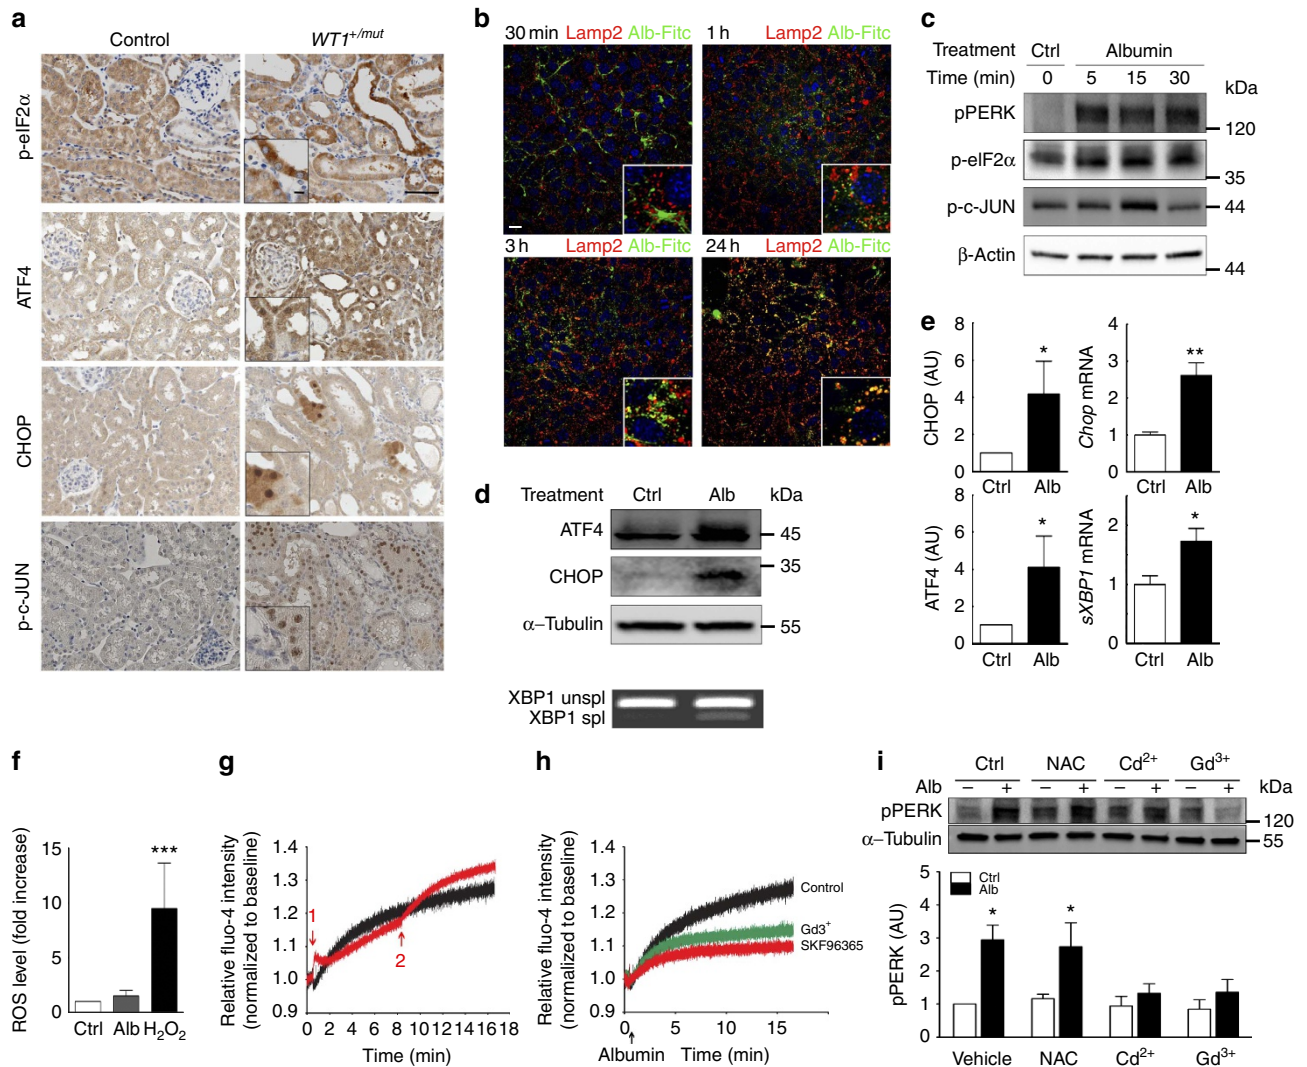 a
Control
WT1+/mut
p-eIF2α
ATF4
CHOP
p-c-JUN
b
30 min Lamp2 Alb-Fitc
1 h Lamp2 Alb-Fitc
3 h Lamp2 Alb-Fitc
24 h Lamp2 Alb-Fitc
c
Treatment Ctrl Albumin
Time (min) 0 5 15 30
kDa
pPERK
120
p-eIF2α
35
p-c-JUN
44
β-Actin
44
d
Treatment Ctrl Alb kDa
ATF4
45
35
CHOP
α–Tubulin
55
XBP1 unspl
XBP1 spl
e
CHOP (AU)
8
6
4
2
0
*
Ctrl Alb
Chop mRNA
4
3
2
1
0
**
Ctrl Alb
ATF4 (AU)
8
6
4
2
0
*
Ctrl Alb
sXBP1 mRNA
2
1
0
*
Ctrl Alb
f
ROS level (fold increase)
15
10
5
0
***
Ctrl Alb H2O2
g
Relative fluo-4 intensity
(normalized to baseline)
1.4
1.3
1.2
1.1
1.0
0.9
1
2
0 2 4 6 8 10 12 14 16 18
Time (min)
h
Relative fluo-4 intensity
(normalized to baseline)
1.4
1.3
1.2
1.1
1.0
0.9
Control
Gd3+
SKF96365
0 5 10 15
Albumin Time (min)
i
Ctrl NAC Cd2+ Gd3+
Alb – + – + – + – + kDa
pPERK
120
α–Tubulin
55
pPERK (AU)
5
4
3
2
1
0
Ctrl
Alb
*
*
Vehicle NAC Cd2+ Gd3+